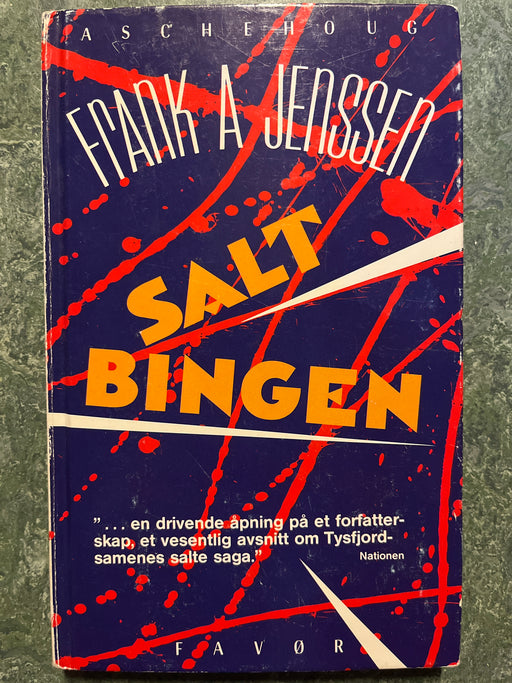 ASCHEHOUG
FRANK A JENSSEN
SALT
BINGEN
"... en drivende åpning på et forfatter-
skap, et vesentlig avsnitt om Tysfjord-
samenes salte saga."
Nationen
FAVØR